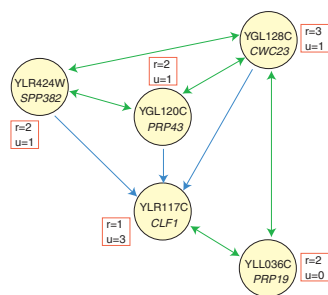 YGL128C
CWC23
r=3
u=1
r=2
u=1
YLR424W
SPP382
YGL120C
PRP43
r=2
u=1
r=1
u=3
YLR117C
CLF1
YLL036C
PRP19
r=2
u=0